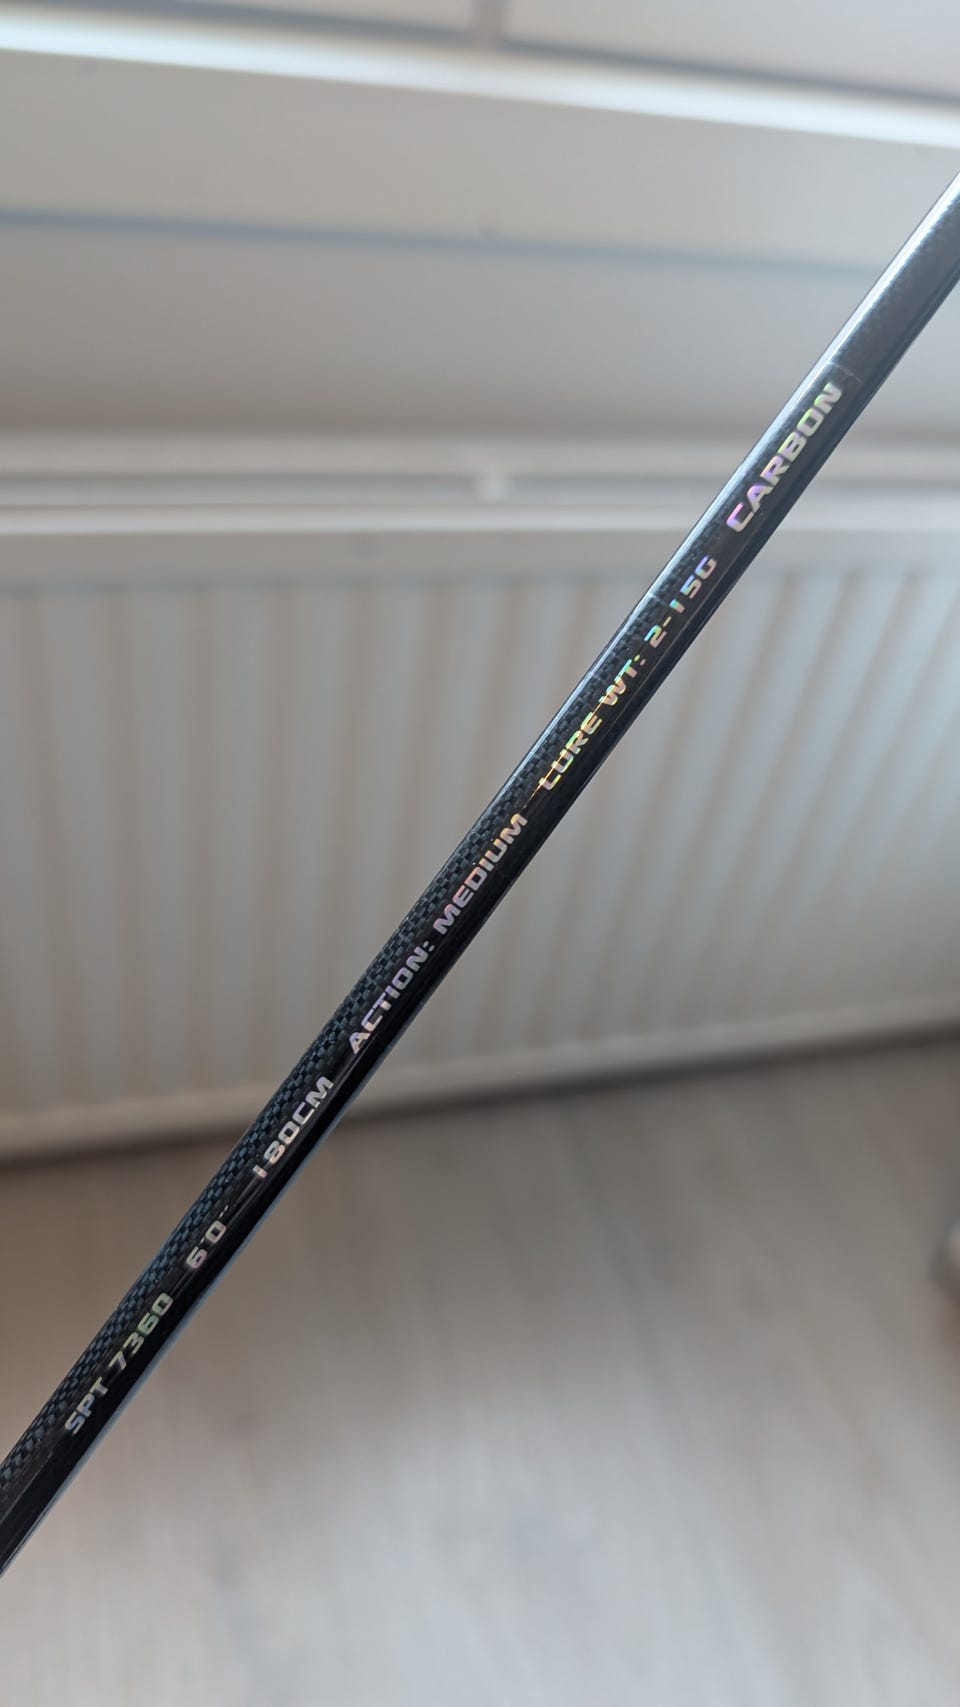 SPT 7360 6'0" 180CM ACTION: MEDIUM LURE WT: 2-15G CARBON